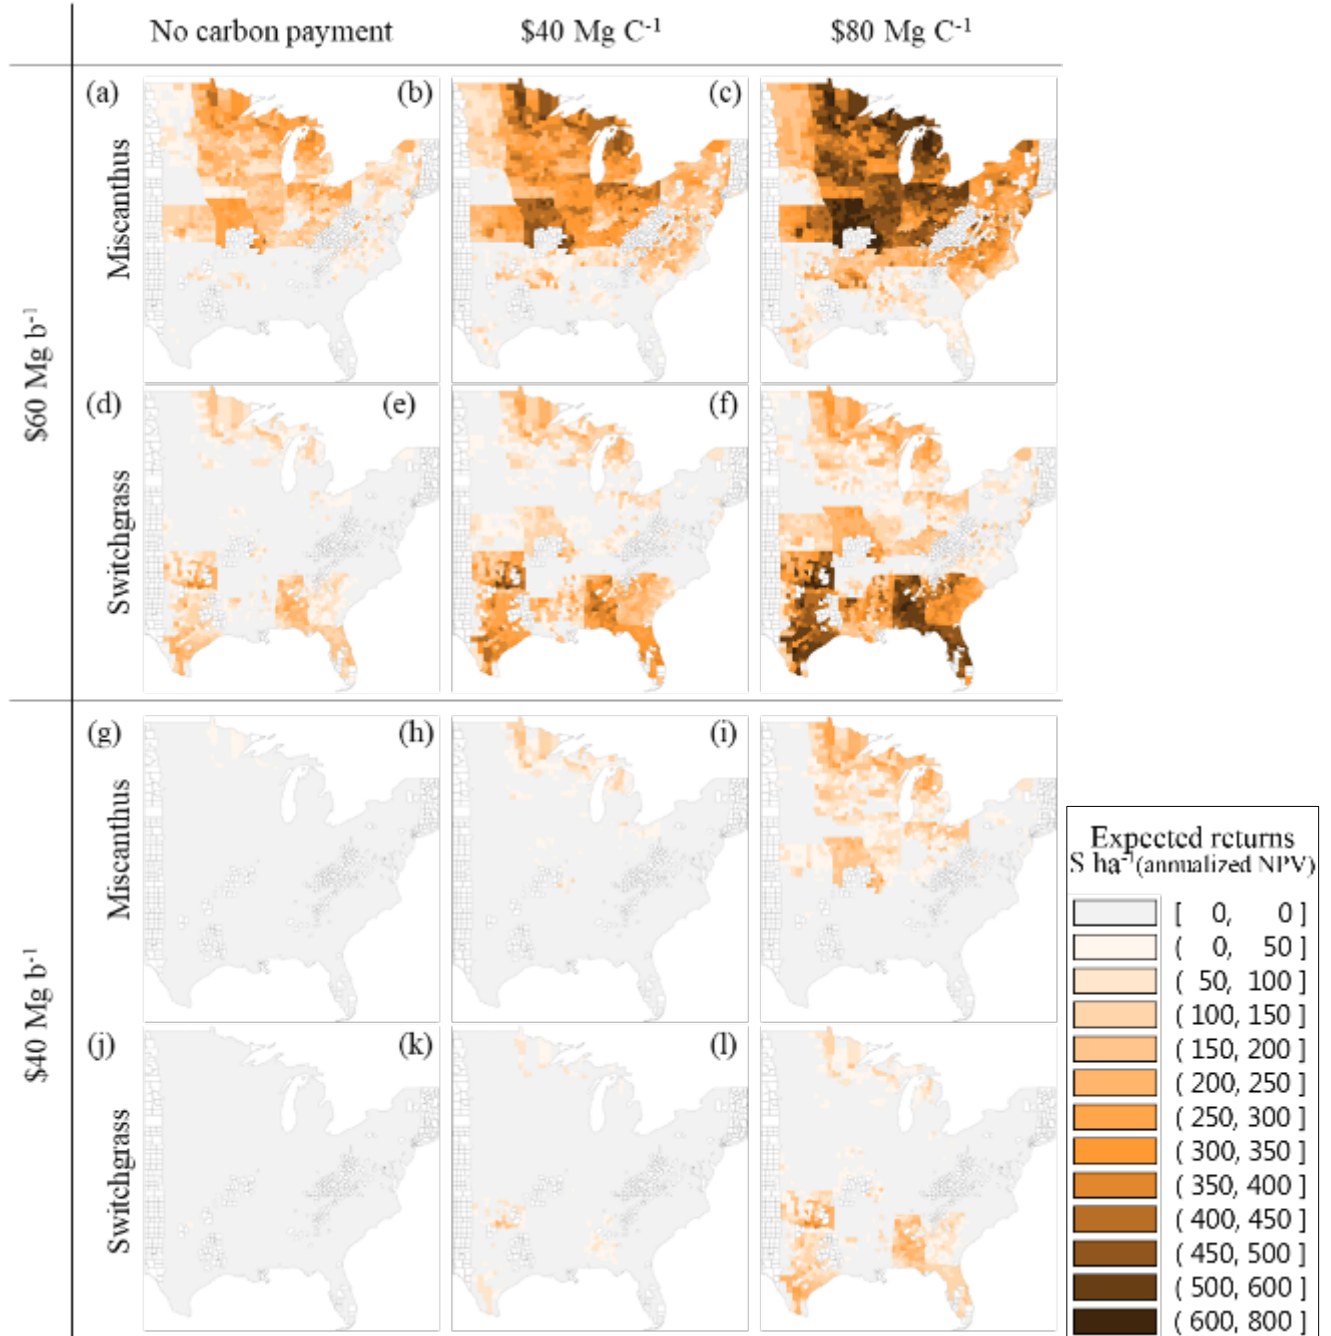 No carbon payment $40 Mg C-1 $80 Mg C-1
$60 Mg b-1
Miscanthus
(a) (b) (c)
Switchgrass
(d) (e) (f)
$40 Mg b-1
Miscanthus
(g) (h) (i)
Switchgrass
(j) (k) (l)
Expected returns
$ ha-1 (annualized NPV)
[ 0, 0 ]
( 0, 50 ]
( 50, 100 ]
( 100, 150 ]
( 150, 200 ]
( 200, 250 ]
( 250, 300 ]
( 300, 350 ]
( 350, 400 ]
( 400, 450 ]
( 450, 500 ]
( 500, 600 ]
( 600, 800 ]